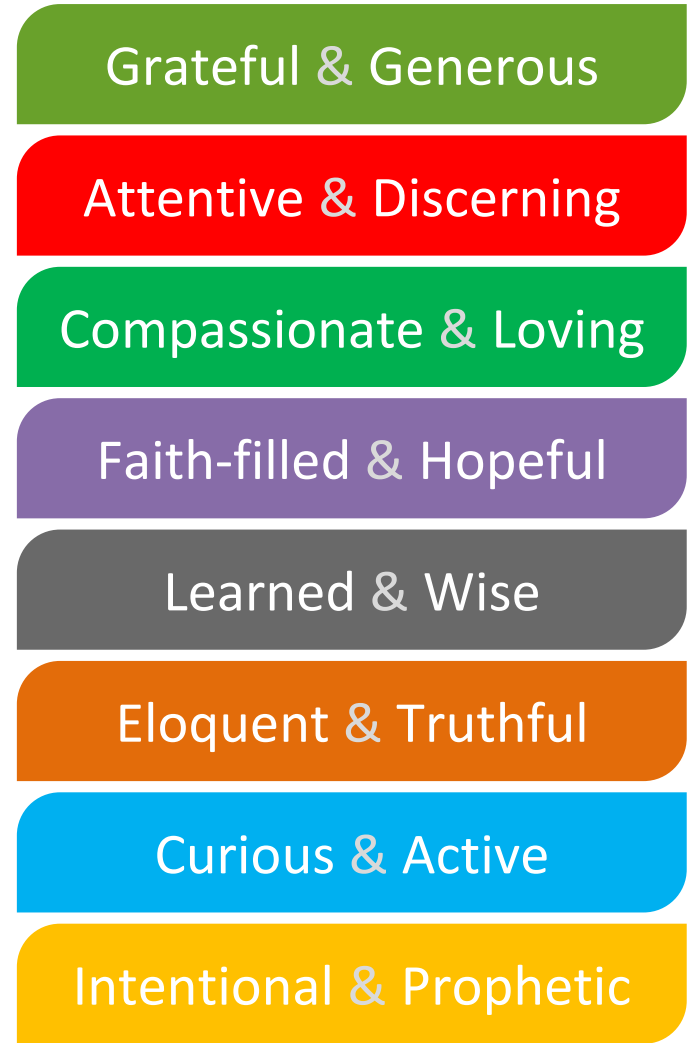 Grateful & Generous
Attentive & Discerning
Compassionate & Loving
Faith-filled & Hopeful
Learned & Wise
Eloquent & Truthful
Curious & Active
Intentional & Prophetic